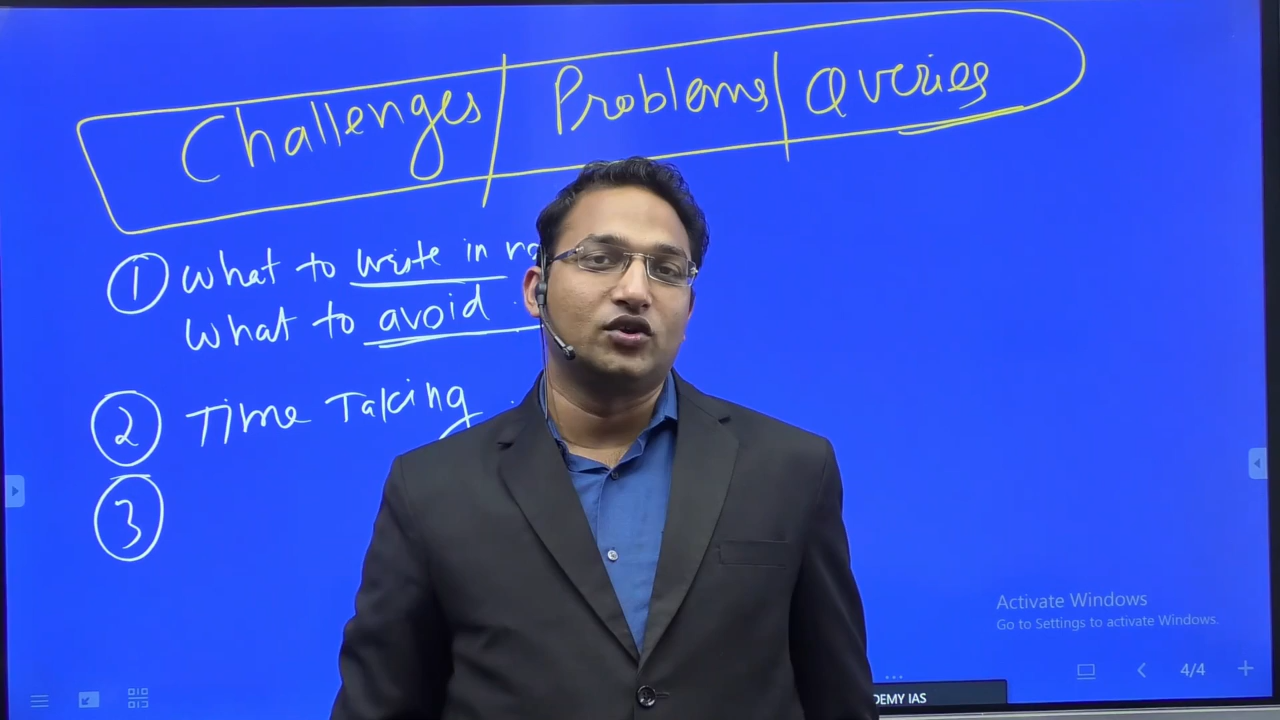 Challenges / Problems / Queries
① What to write in
What to avoid
② Time Taking
③
Activate Windows
Go to Settings to activate Windows.
4/4
DEMY IAS